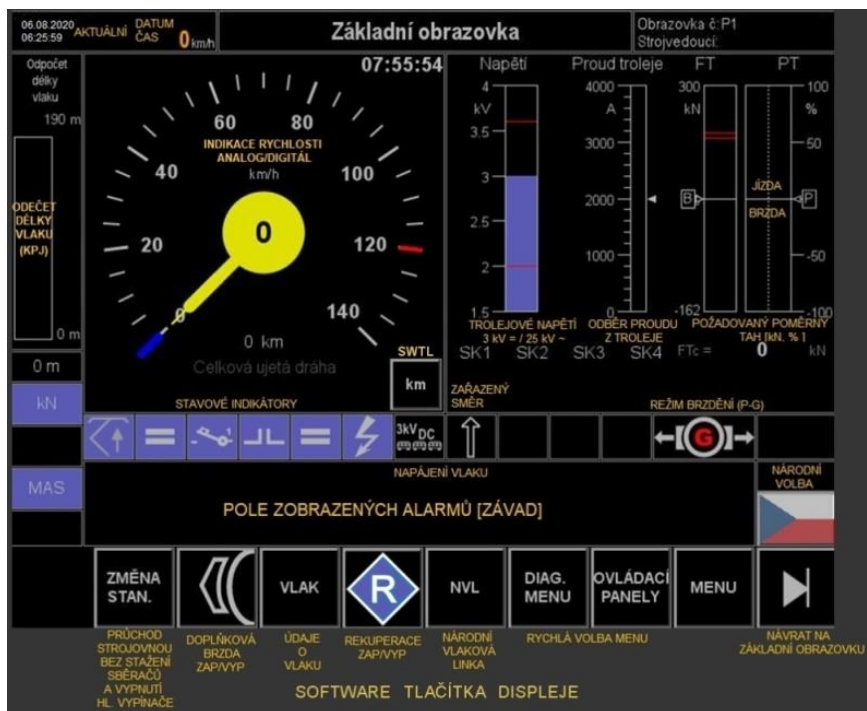 06.08.2020
06:25:59
AKTUÁLNÍ
DATUM
ČAS
0 km/h
Základní obrazovka
Obrazovka č: P1
Strojvedoucí:
Odpočet
délky
vlaku
190 m
ODEČET
DÉLKY
VLAKU
(KPJ)
0 m
0 m
kN
MAS
07:55:54
20
40
60
80
100
120
140
INDIKACE RYCHLOSTI
ANALOG/DIGITÁL
km/h
0
0
0 km
Celková ujetá dráha
SWTL
km
STAVOVÉ INDIKÁTORY
Napětí
Proud troleje
FT
PT
4
kV
3.5
3
2.5
2
1.5
4000
A
3000
2000
1000
0
300
kN
B
-162
100
%
50
JÍZDA
BRZDA
P
-50
-100
TROLEJOVÉ NAPĚTÍ
3 kV = / 25 kV ~
ODBĚR PROUDU
Z TROLEJE
POŽADOVANÝ POMĚRNÝ
TAH [kN, % ]
SK1 SK2 SK3 SK4
FTc = 0 kN
ZAŘAZENÝ
SMĚR
REŽIM BRZDĚNÍ (P-G)
3kV DC
G
NAPÁJENÍ VLAKU
POLE ZOBRAZENÝCH ALARMŮ [ZÁVAD]
NÁRODNÍ
VOLBA
ZMĚNA
STAN.
VLAK
R
NVL
DIAG.
MENU
OVLÁDACÍ
PANELY
MENU
PRŮCHOD
STROJOVNOU
BEZ STAŽENÍ
SBĚRAČŮ
A VYPNUTÍ
HL. VYPÍNAČE
DOPLŇKOVÁ
BRZDA
ZAP/VYP
ÚDAJE
O
VLAKU
REKUPERACE
ZAP/VYP
NÁRODNÍ
VLAKOVÁ
LINKA
RYCHLÁ VOLBA MENU
NÁVRAT NA
ZÁKLADNÍ OBRAZOVKU
SOFTWARE TLAČÍTKA DISPLEJE